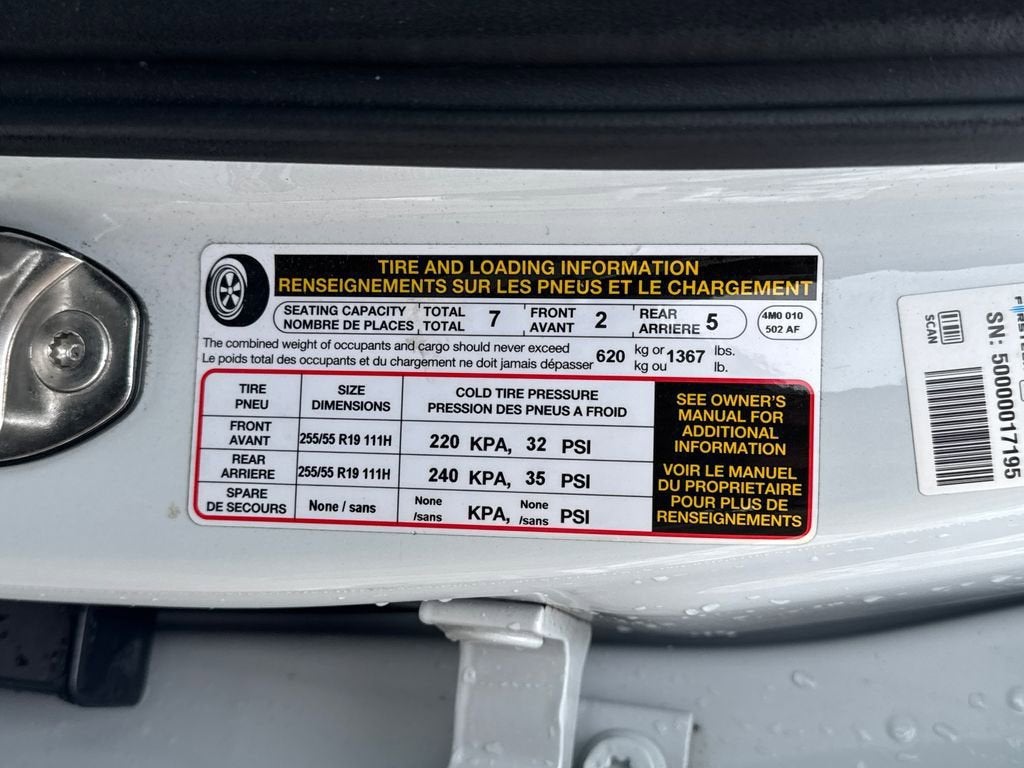 TIRE AND LOADING INFORMATION
RENSEIGNEMENTS SUR LES PNEUS ET LE CHARGEMENT
SEATING CAPACITY TOTAL 7 FRONT 2 REAR 5
NOMBRE DE PLACES TOTAL AVANT ARRIERE
4M0 010
502 AF
The combined weight of occupants and cargo should never exceed 620 kg or 1367 lbs.
Le poids total des occupants et du chargement ne doit jamais dépasser kg ou lb.
TIRE SIZE COLD TIRE PRESSURE
PNEU DIMENSIONS PRESSION DES PNEUS A FROID
FRONT
AVANT 255/55 R19 111H 220 KPA, 32 PSI
REAR
ARRIERE 255/55 R19 111H 240 KPA, 35 PSI
SPARE
DE SECOURS None / sans None /sans KPA, None /sans PSI
SEE OWNER'S
MANUAL FOR
ADDITIONAL
INFORMATION
VOIR LE MANUEL
DU PROPRIETAIRE
POUR PLUS DE
RENSEIGNEMENTS
SCAN
SN: 5000017195